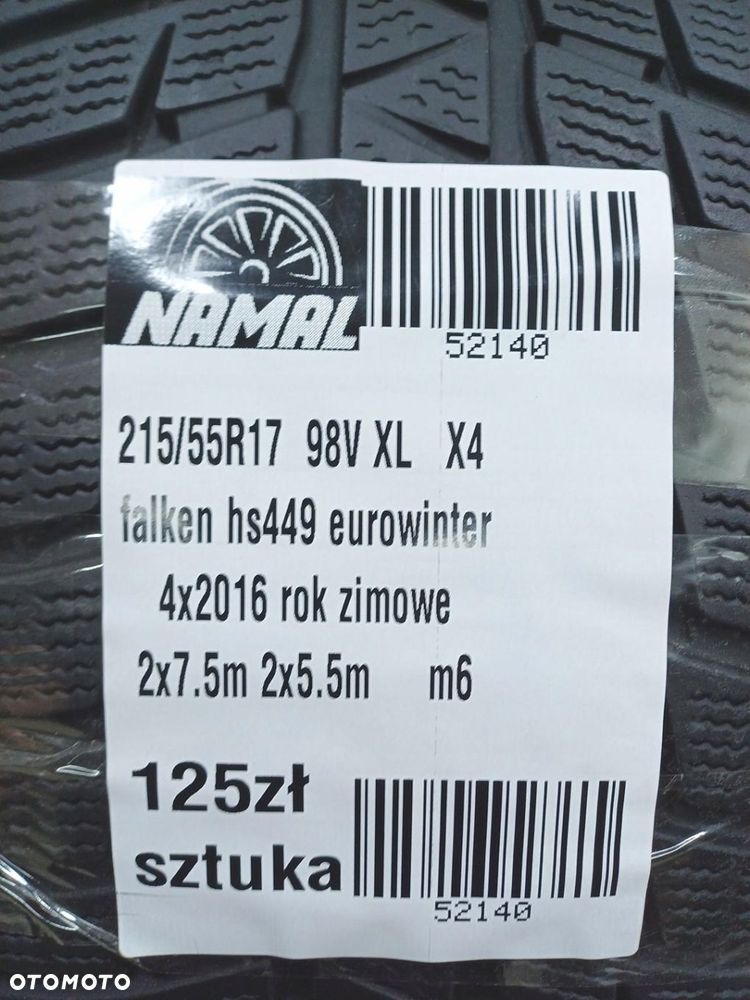 NAMAL
52140
215/55R17 98V XL X4
falken hs449 eurowinter
4x2016 rok zimowe
2x7.5m 2x5.5m m6
125zł
sztuka
52140
OTOMOTO